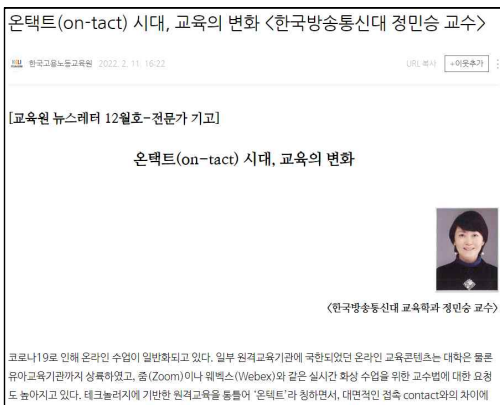 온택트(on-tact) 시대, 교육의 변화 <한국방송통신대 정민승 교수>
한국고용노동교육원 2022. 2. 11. 16:22
URL 복사 +이웃추가
[교육원 뉴스레터 12월호-전문가 기고]
온택트(on-tact) 시대, 교육의 변화
<한국방송통신대 교육학과 정민승 교수>
코로나19로 인해 온라인 수업이 일반화되고 있다. 일부 원격교육기관에 국한되었던 온라인 교육콘텐츠는 대학은 물론
유아교육기관까지 상륙하였고, 줌(Zoom)이나 웨벡스(Webex)와 같은 실시간 화상 수업을 위한 교수법에 대한 요청
도 높아지고 있다. 테크놀러지에 기반한 원격교육을 통틀어 '온텍트'라 칭하면서, 대면적인 접촉 contact와의 차이에